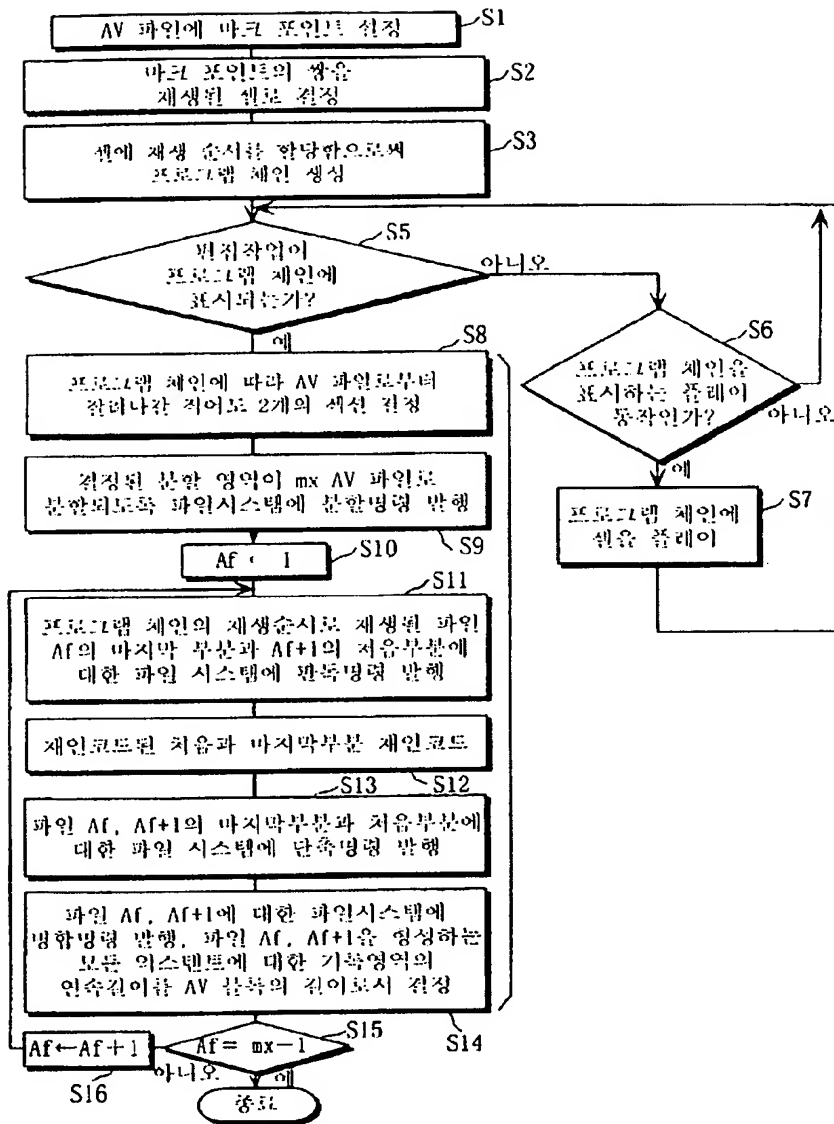 AV 파일에 마크 포인트 설정
S1
마크 포인트의 쌍을
재생될 셀로 결정
S2
셀에 재생 순서를 할당함으로써
프로그램 체인 생성
S3
편집작업이
프로그램 체인에
표시되는가?
S5
아니오
예
S6
프로그램 체인을
표시하는 플레이
동작인가?
아니오
예
프로그램 체인에
셀을 플레이
S7
S8
프로그램 체인에 따라 AV 파일로부터
잘려나간 적어도 2개의 섹션 결정
결정된 분할 영역이 mx AV 파일로
분할되도록 파일시스템에 분할명령 발행
S9
Af ← 1
S10
S11
프로그램 체인의 재생순서로 재생된 파일
Af의 마지막 부분과 Af+1의 처음부분에
대한 파일 시스템에 판독명령 발행
재인코드된 처음과 마지막부분 재인코드
S12
S13
파일 Af, Af+1의 마지막부분과 처음부분에
대한 파일 시스템에 단축명령 발행
파일 Af, Af+1에 대한 파일시스템에
병합명령 발행, 파일 Af, Af+1을 형성하는
모든 익스텐트에 대한 기록영역의
연속길이를 AV 블록의 길이로서 결정
S14
Af = mx-1
S15
Af←Af+1
S16
아니오
예
종료